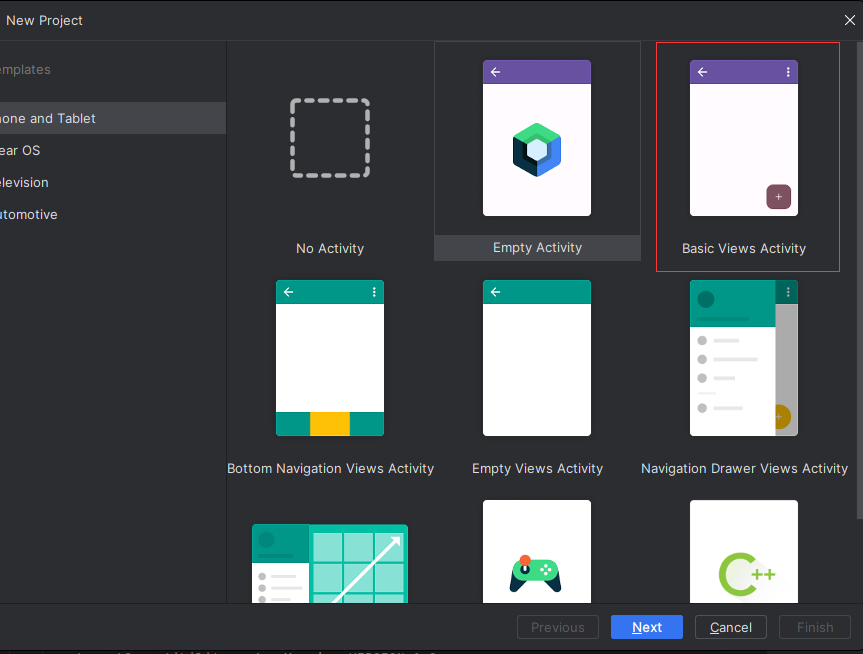 New Project
emplates
one and Tablet
ear OS
elevision
utomotive
No Activity
Empty Activity
Basic Views Activity
Bottom Navigation Views Activity
Empty Views Activity
Navigation Drawer Views Activity
++
Previous
Next
Cancel
Finish